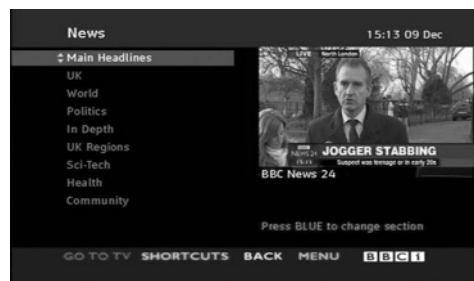 News
15:13 09 Dec
Main Headlines
UK
World
Politics
In Depth
UK Regions
Sci-Tech
Health
Community
LIVE North London
NEWS 24
15:13
JOGGER STABBING
Suspect was teenage or in early 20s
BBC News 24
Press BLUE to change section
GO TO TV SHORTCUTS BACK MENU BBC 1